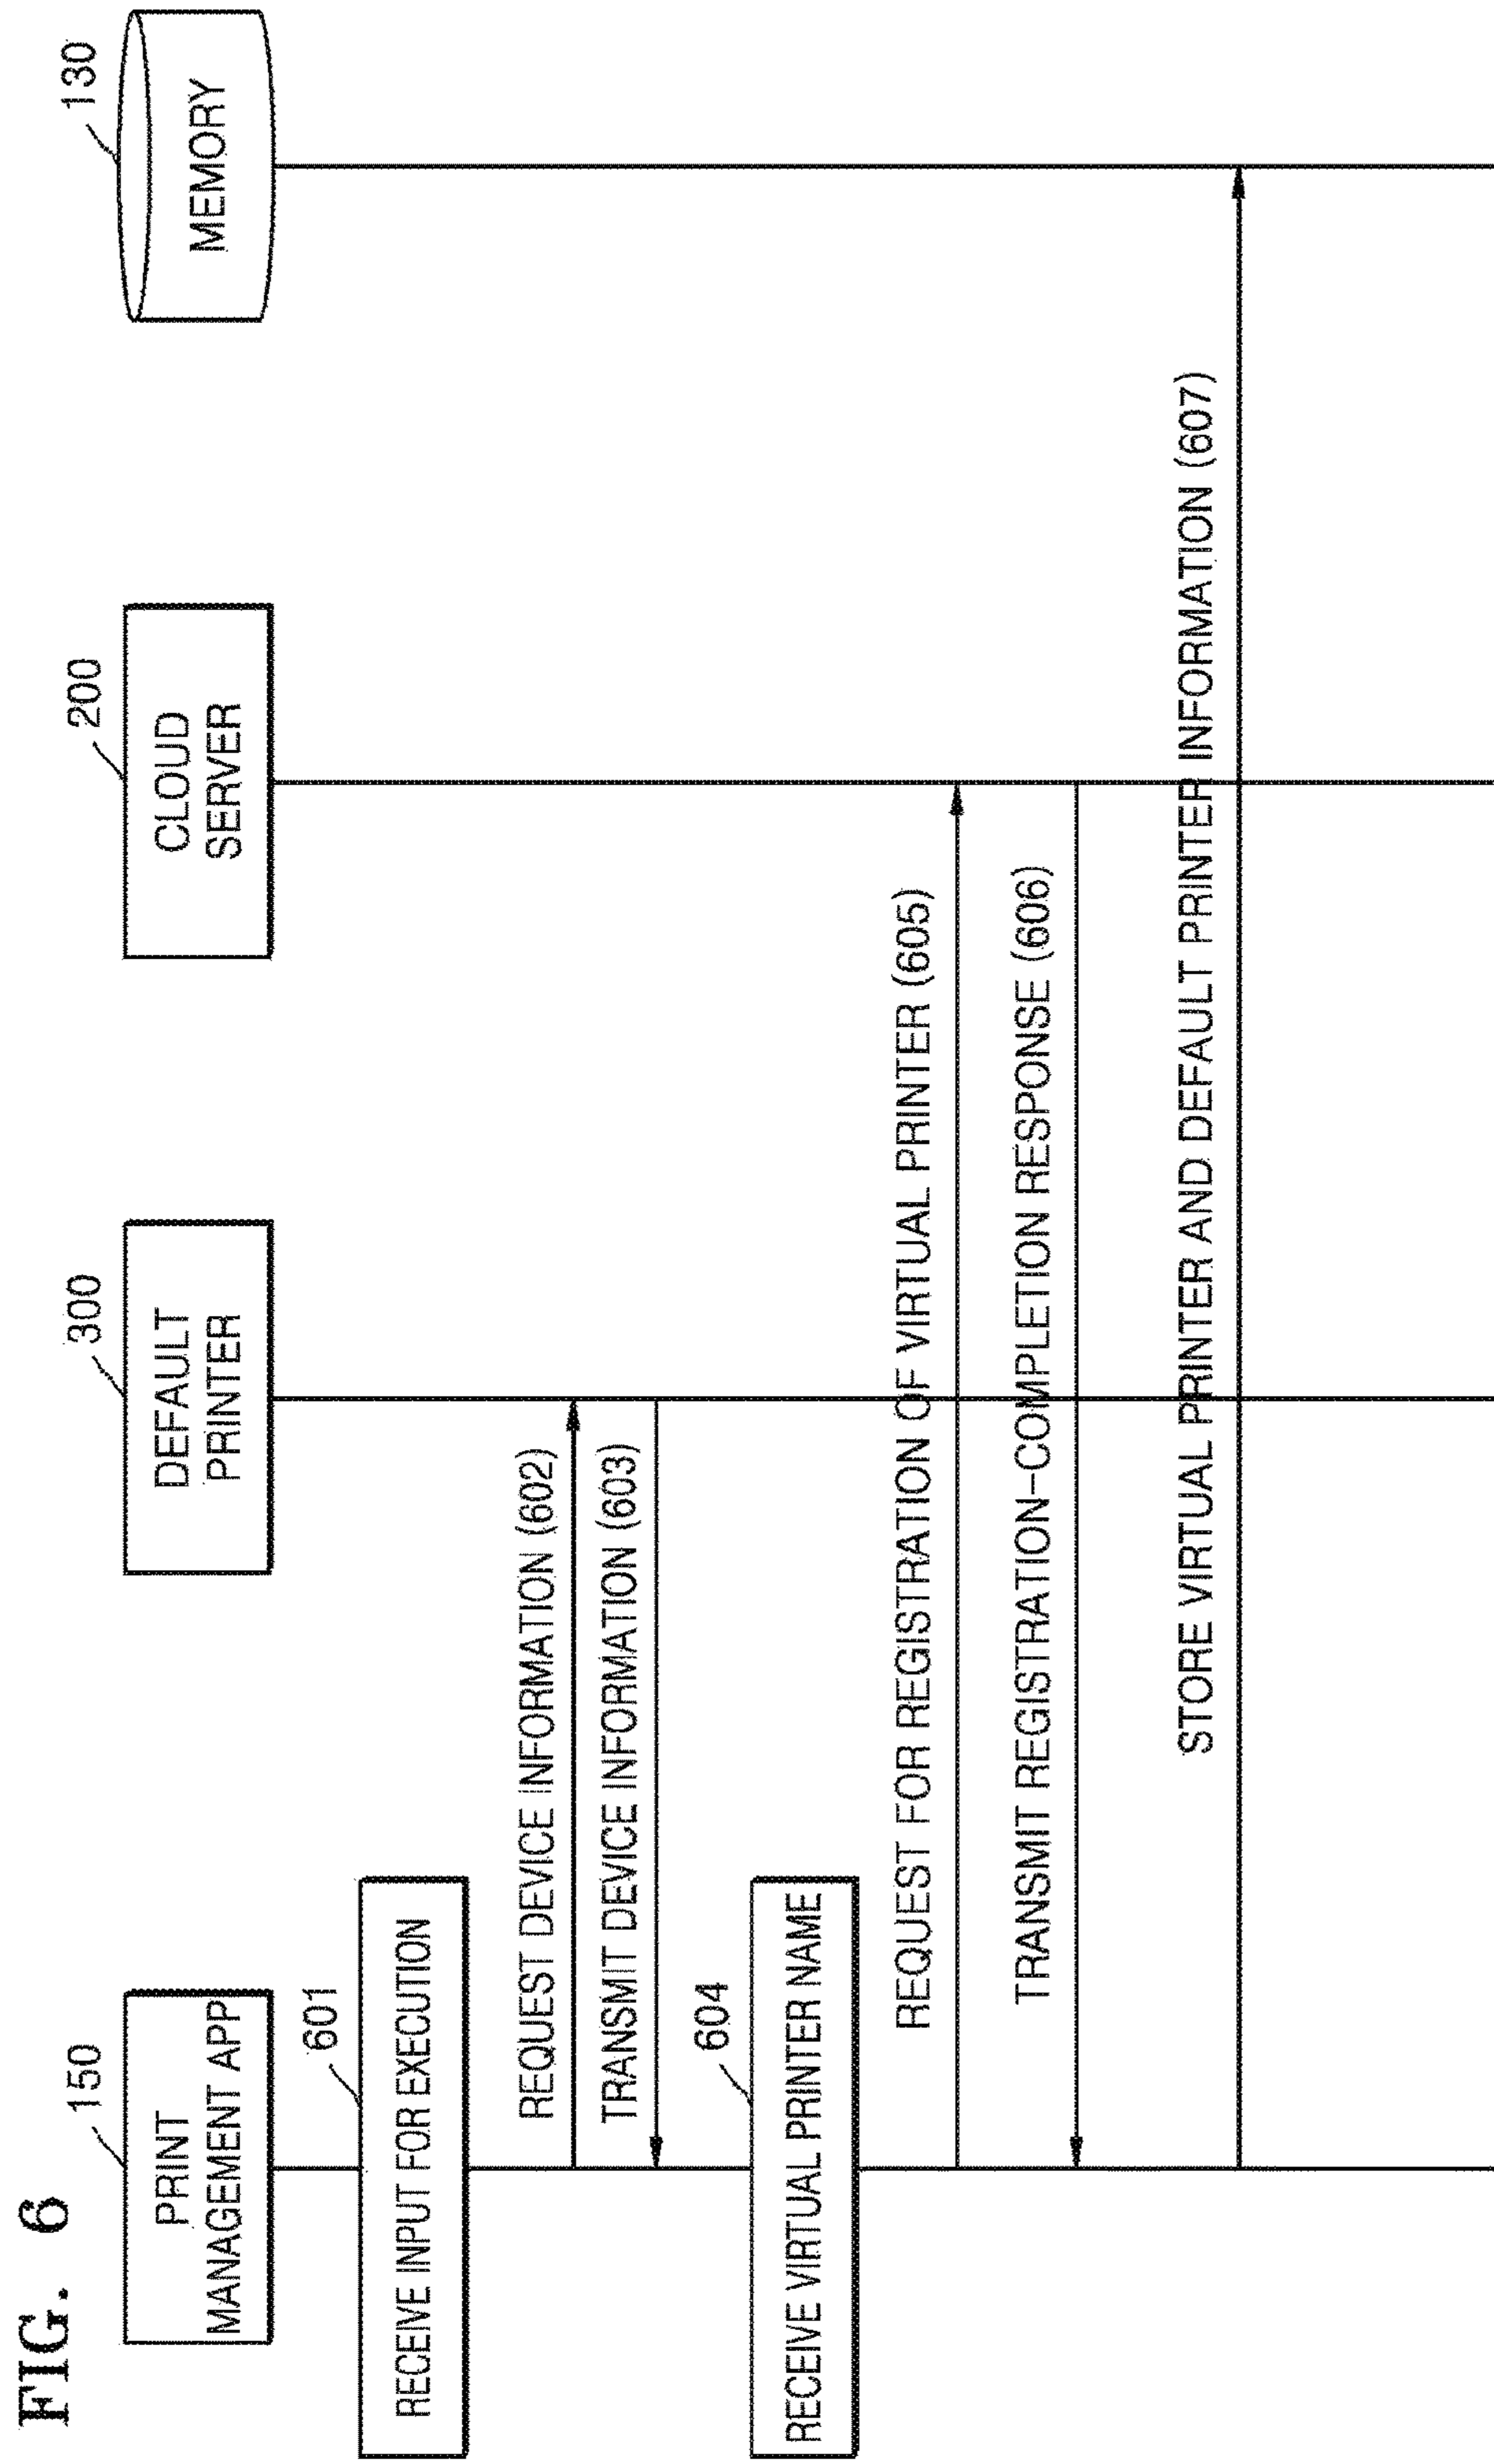 FIG. 6
150
PRINT
MANAGEMENT APP
300
DEFAULT
PRINTER
200
CLOUD
SERVER
130
MEMORY
601
RECEIVE INPUT FOR EXECUTION
REQUEST DEVICE INFORMATION (602)
TRANSMIT DEVICE INFORMATION (603)
604
RECEIVE VIRTUAL PRINTER NAME
REQUEST FOR REGISTRATION OF VIRTUAL PRINTER (605)
TRANSMIT REGISTRATION-COMPLETION RESPONSE (606)
STORE VIRTUAL PRINTER AND DEFAULT PRINTER INFORMATION (607)